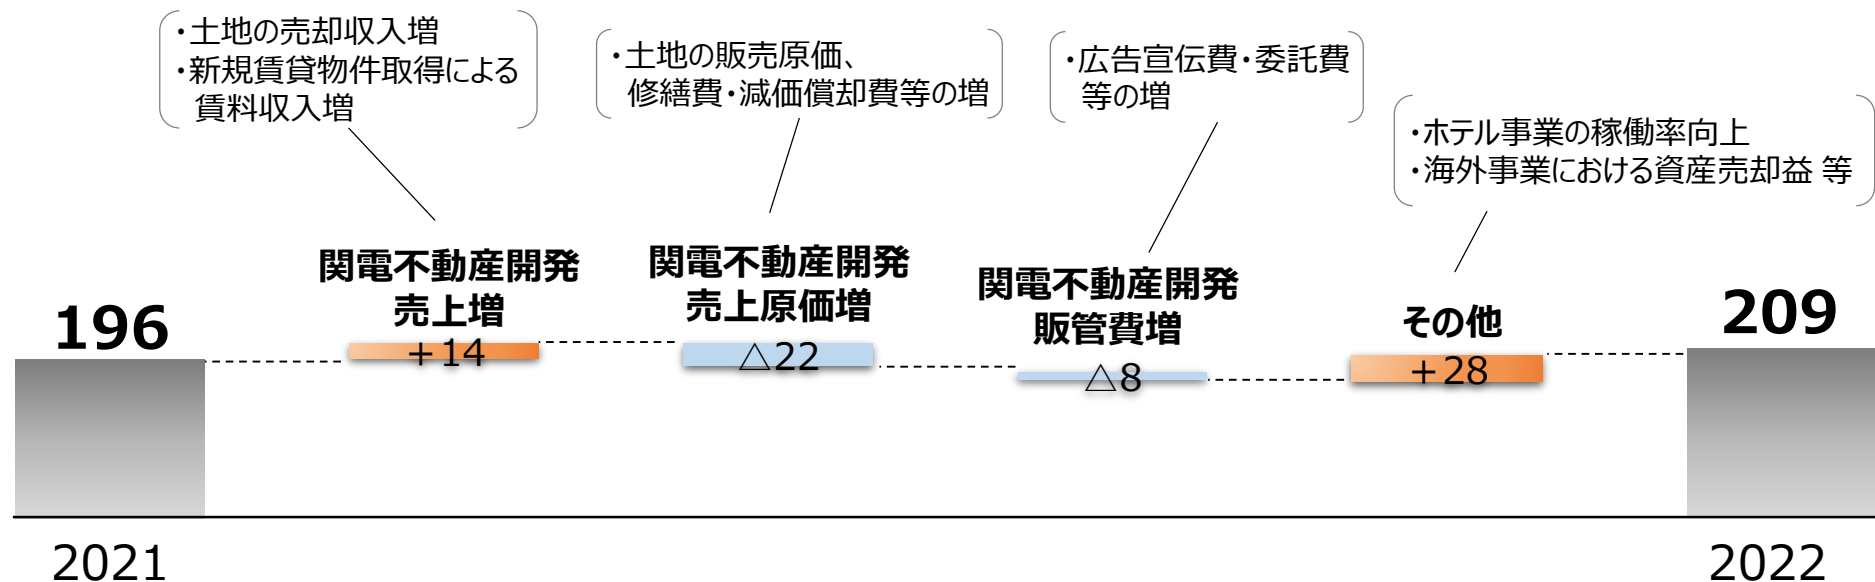 ・土地の売却収入増
・新規賃貸物件取得による
賃料収入増
・土地の販売原価、
修繕費・減価償却費等の増
・広告宣伝費・委託費
等の増
・ホテル事業の稼働率向上
・海外事業における資産売却益 等
196
関電不動産開発
売上増
+14
関電不動産開発
売上原価増
△22
関電不動産開発
販管費増
△8
その他
+28
209
2021
2022